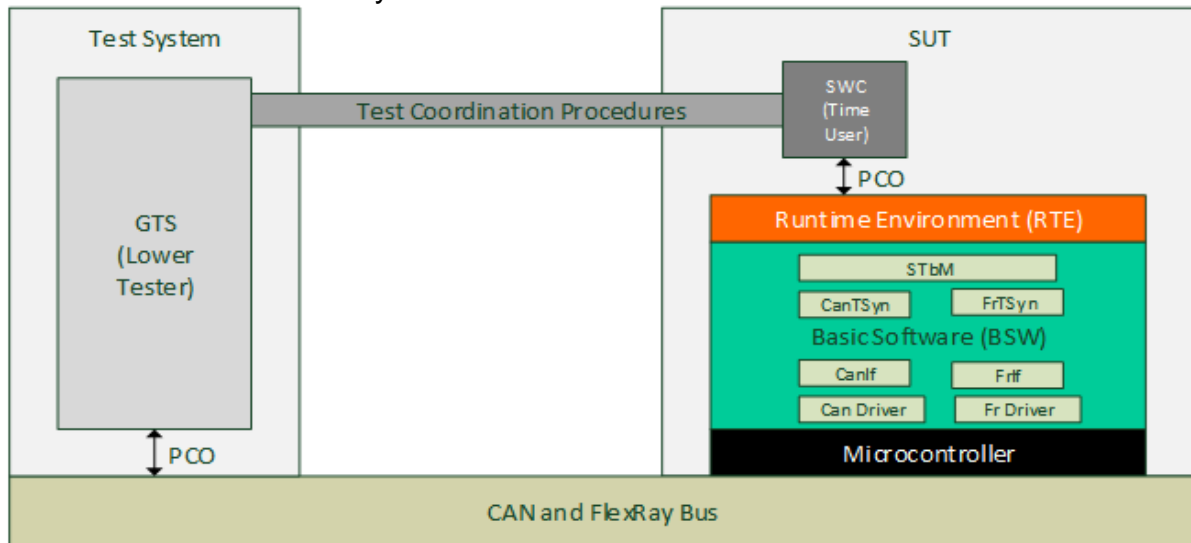 Test System
SUT
SWC
(Time
User)
Test Coordination Procedures
PCO
GTS
(Lower
Tester)
Runtime Environment (RTE)
STbM
CanTSyn
FrTSyn
Basic Software (BSW)
CanIf
FrIf
Can Driver
Fr Driver
PCO
Microcontroller
CAN and FlexRay Bus